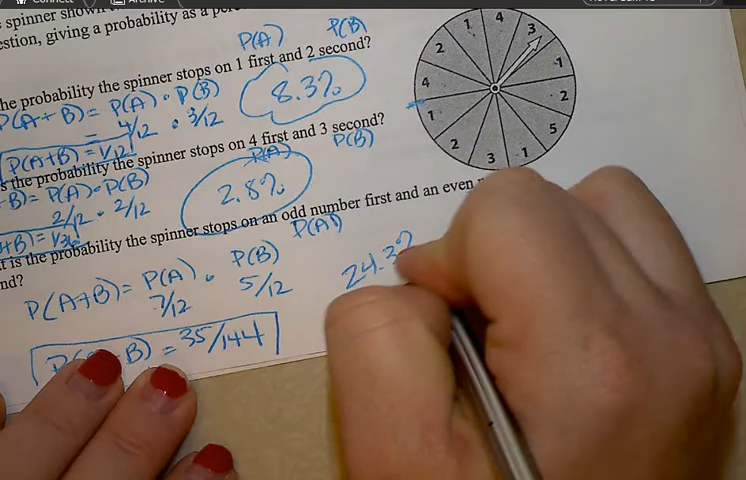 Connect Archive
spinner shown
estion, giving a probability as a
P(A) P(B)
he probability the spinner stops on 1 first and 2 second?
P(A+B) = P(A) • P(B) 8.3%
= 4/12 • 3/12
P(A+B) = 1/12
s the probability the spinner stops on 4 first and 3 second?
P(A) P(B)
+B) = P(A) • P(B) 2.8%
2/12 • 2/12
+B) = 1/36
t is the probability the spinner stops on an odd number first and an even
nd? P(A)
P(A+B) = P(A) • P(B) 24.3%
7/12 5/12
B) = 35/144
4
3
1
2
5
1
3
2
1
4
2
1